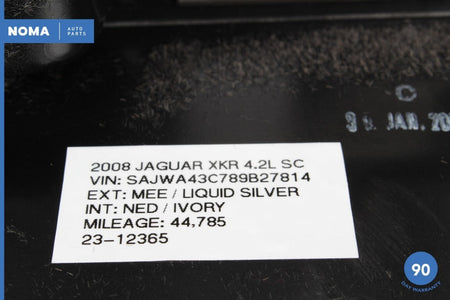 NOMA AUTO
PARTS
C
JAN. 20
2008 JAGUAR XKR 4.2L SC
VIN: SAJWA43C789B27814
EXT: MEE / LIQUID SILVER
INT: NED / IVORY
MILEAGE: 44,785
23-12365
90
DAY WARRANTY